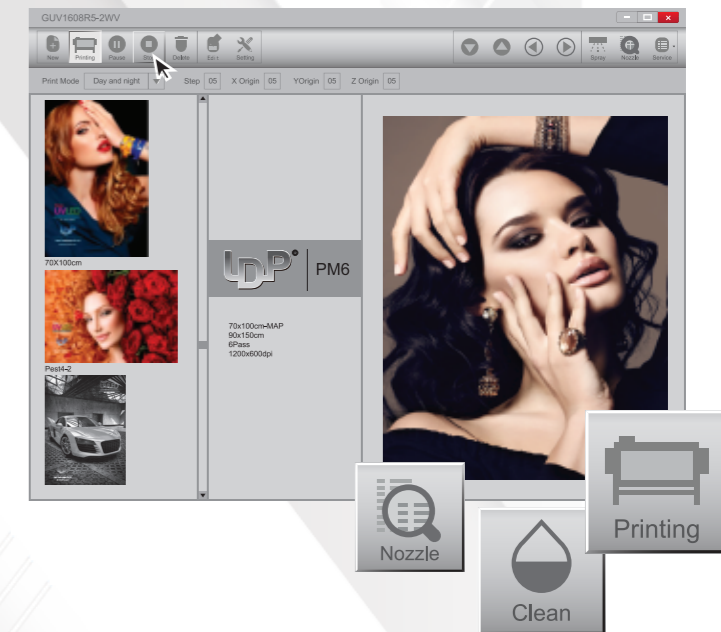 GUV1608R5-2WV
New Printing Pause Stop Delete Edit Setting Spray Nozzle Service
Print Mode Day and night Step 05 X Origin 05 YOrigin 05 Z Origin 05
70X100cm
Pest4-2
LDP PM6
70x100cm-MAP
90x150cm
6Pass
1200x600dpi
Nozzle
Clean
Printing